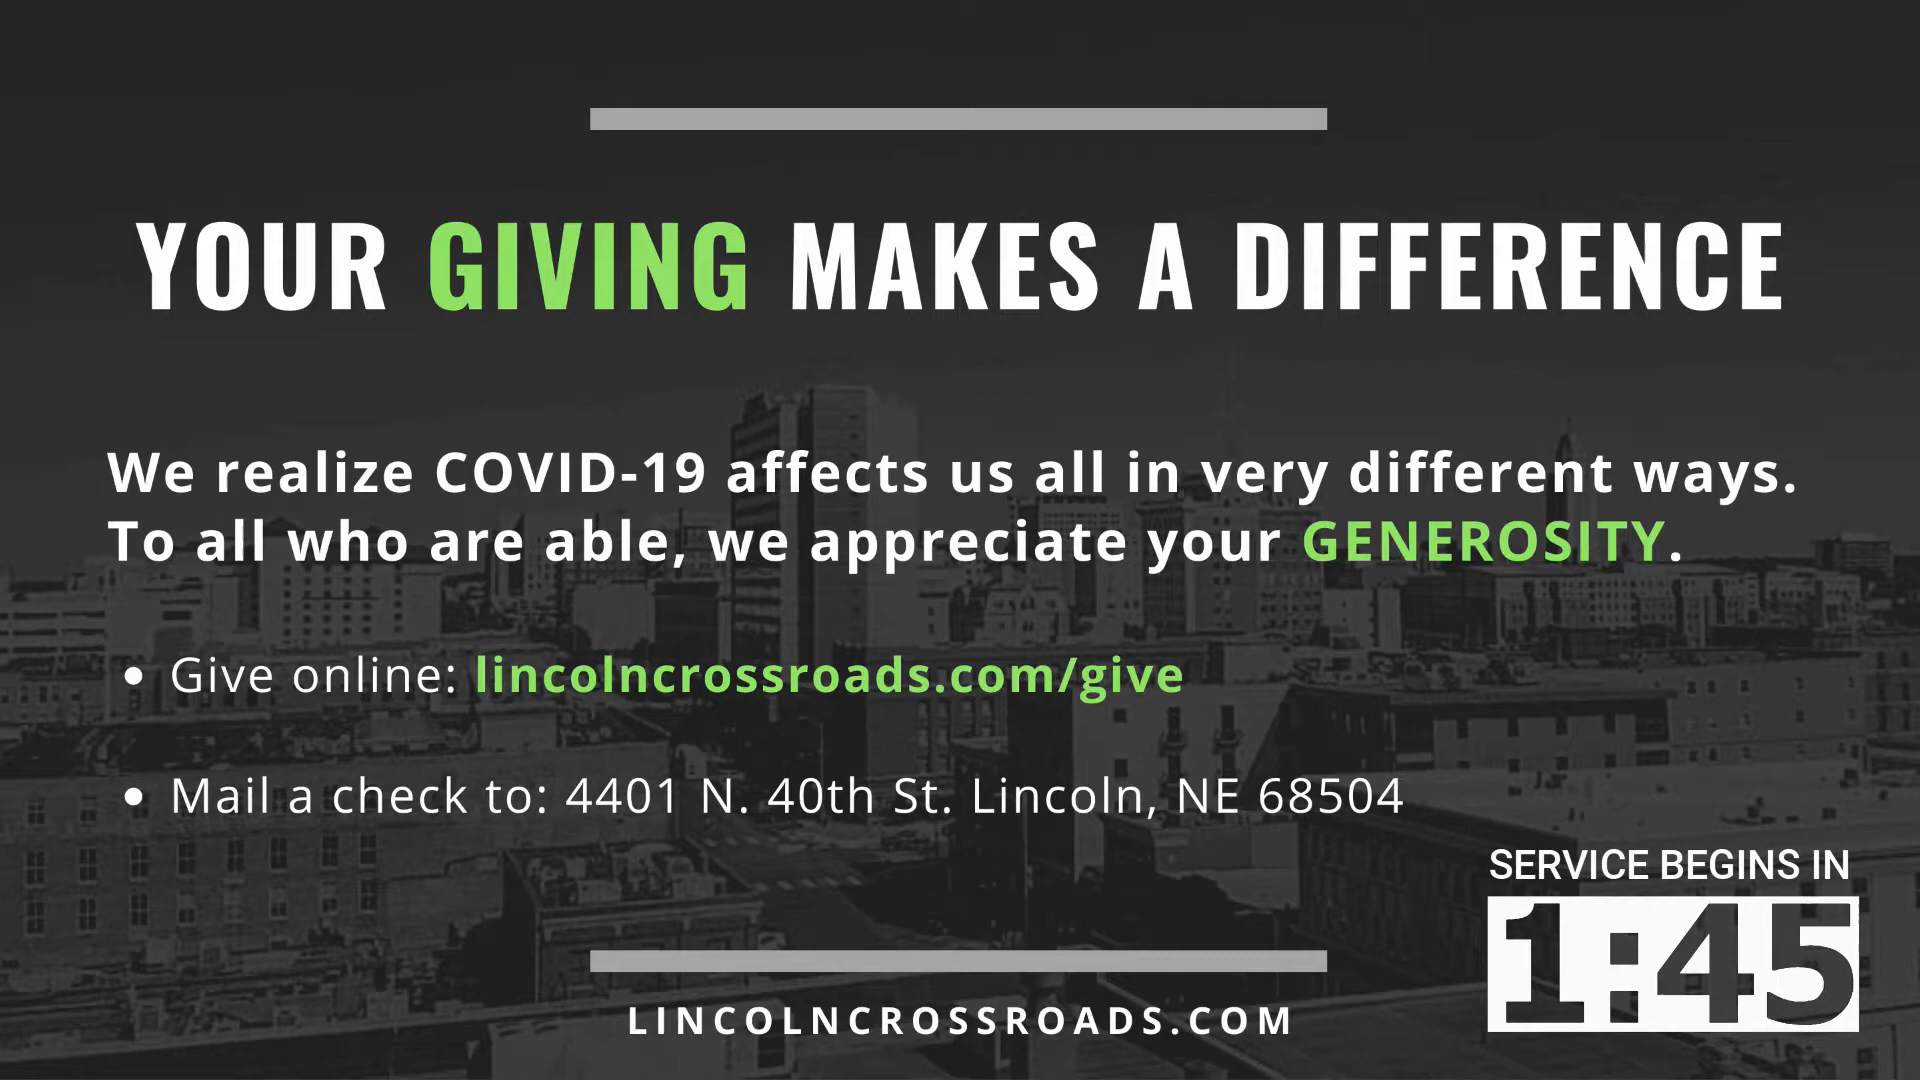 YOUR GIVING MAKES A DIFFERENCE
We realize COVID-19 affects us all in very different ways.
To all who are able, we appreciate your GENEROSITY.
• Give online: lincolncrossroads.com/give
• Mail a check to: 4401 N. 40th St. Lincoln, NE 68504
SERVICE BEGINS IN
1:45
LINCOLNCROSSROADS.COM